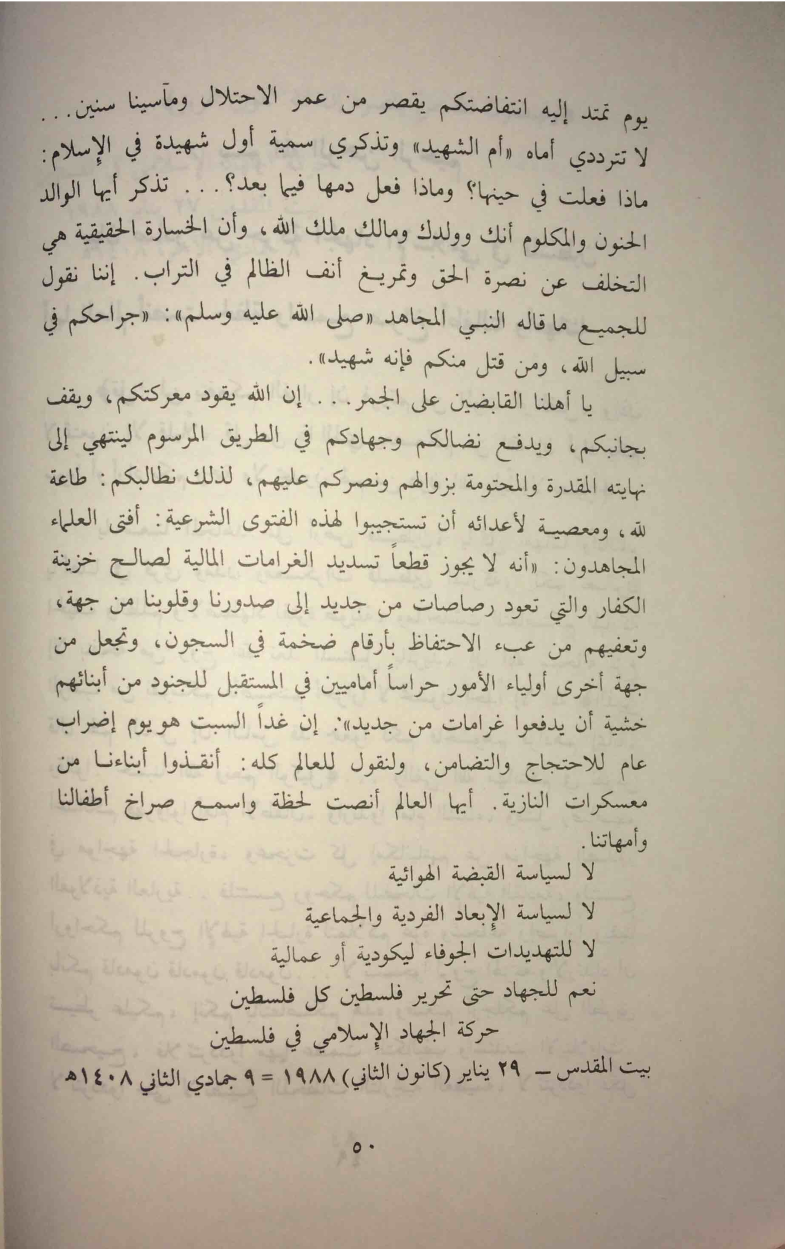 يوم تمتد إليه انتفاضتكم يقصر من عمر الاحتلال ومآسينا سنين...
لا تترددي أماه «أم الشهيد» وتذكري سمية أول شهيدة في الإسلام:
ماذا فعلت في حينها؟ وماذا فعل دمها فيما بعد؟... تذكر أيها الوالد
الحنون والمكلوم أنك وولدك ومالك ملك الله، وأن الخسارة الحقيقية هي
التخلف عن نصرة الحق وتمريغ أنف الظالم في التراب. إننا نقول
للجميع ما قاله النبي المجاهد «صلى الله عليه وسلم»: «جراحكم في
سبيل الله، ومن قتل منكم فإنه شهيد».
يا أهلنا القابضين على الجمر... إن الله يقود معركتكم، ويقف
بجانبكم، ويدفع نضالكم وجهادكم في الطريق المرسوم لينتهي إلى
نهايته المقدرة والمحتومة بزوالهم ونصركم عليهم، لذلك نطالبكم: طاعة
لله، ومعصية لأعدائه أن تستجيبوا لهذه الفتوى الشرعية: أفتى العلماء
المجاهدون: «أنه لا يجوز قطعاً تسديد الغرامات المالية لصالح خزينة
الكفار والتي تعود رصاصات من جديد إلى صدورنا وقلوبنا من جهة،
وتعفيهم من عبء الاحتفاظ بأرقام ضخمة في السجون، وتجعل من
جهة أخرى أولياء الأمور حراساً أماميين في المستقبل للجنود من أبنائهم
خشية أن يدفعوا غرامات من جديد». إن غداً السبت هو يوم إضراب
عام للاحتجاج والتضامن، ولنقول للعالم كله: أنقذوا أبناءنا من
معسكرات النازية. أيها العالم أنصت لحظة واسمع صراخ أطفالنا
وأمهاتنا.
لا لسياسة القبضة الهوائية
لا لسياسة الإبعاد الفردية والجماعية
لا للتهديدات الجوفاء ليكودية أو عمالية
نعم للجهاد حتى تحرير فلسطين كل فلسطين
حركة الجهاد الإسلامي في فلسطين
بيت المقدس ــ ٢٩ يناير (كانون الثاني) ١٩٨٨ = ٩ جمادي الثاني ١٤٠٨هـ
٥٠